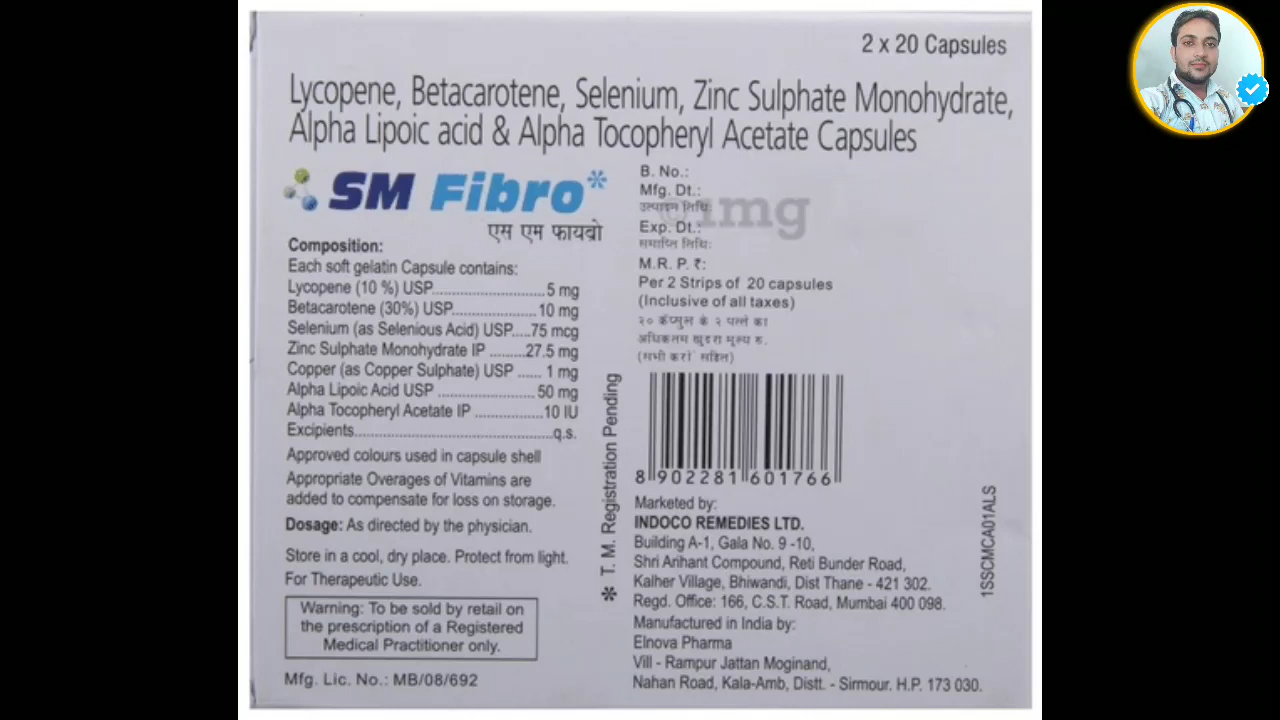 2 x 20 Capsules
Lycopene, Betacarotene, Selenium, Zinc Sulphate Monohydrate,
Alpha Lipoic acid & Alpha Tocopheryl Acetate Capsules
SM Fibro*
एस एम फायब्रो
Composition:
Each soft gelatin Capsule contains:
Lycopene (10 %) USP..........................5 mg
Betacarotene (30%) USP....................10 mg
Selenium (as Selenious Acid) USP.....75 mcg
Zinc Sulphate Monohydrate IP .........27.5 mg
Copper (as Copper Sulphate) USP ...... 1 mg
Alpha Lipoic Acid USP ........................ 50 mg
Alpha Tocopheryl Acetate IP .................10 IU
Excipients.......................................................q.s.
Approved colours used in capsule shell
Appropriate Overages of Vitamins are
added to compensate for loss on storage.
Dosage: As directed by the physician.
Store in a cool, dry place. Protect from light.
For Therapeutic Use.
Warning: To be sold by retail on
the prescription of a Registered
Medical Practitioner only.
Mfg. Lic. No.: MB/08/692
* T. M. Registration Pending
B. No.:
Mfg. Dt.:
उत्पादन तिथि:
Exp. Dt.:
समाप्ति तिथि:
M.R. P. ₹:
Per 2 Strips of 20 capsules
(Inclusive of all taxes)
२० कॅप्सुल के २ पत्ते का
अधिकतम खुदरा मूल्य रु.
(सभी करों सहित)
1mg
8 902281 601766
Marketed by:
INDOCO REMEDIES LTD.
Building A-1, Gala No. 9 -10,
Shri Arihant Compound, Reti Bunder Road,
Kalher Village, Bhiwandi, Dist Thane - 421 302.
Regd. Office: 166, C.S.T. Road, Mumbai 400 098.
Manufactured in India by:
Elnova Pharma
Vill - Rampur Jattan Moginand,
Nahan Road, Kala-Amb, Distt. - Sirmour. H.P. 173 030.
1SSCMCA01ALS